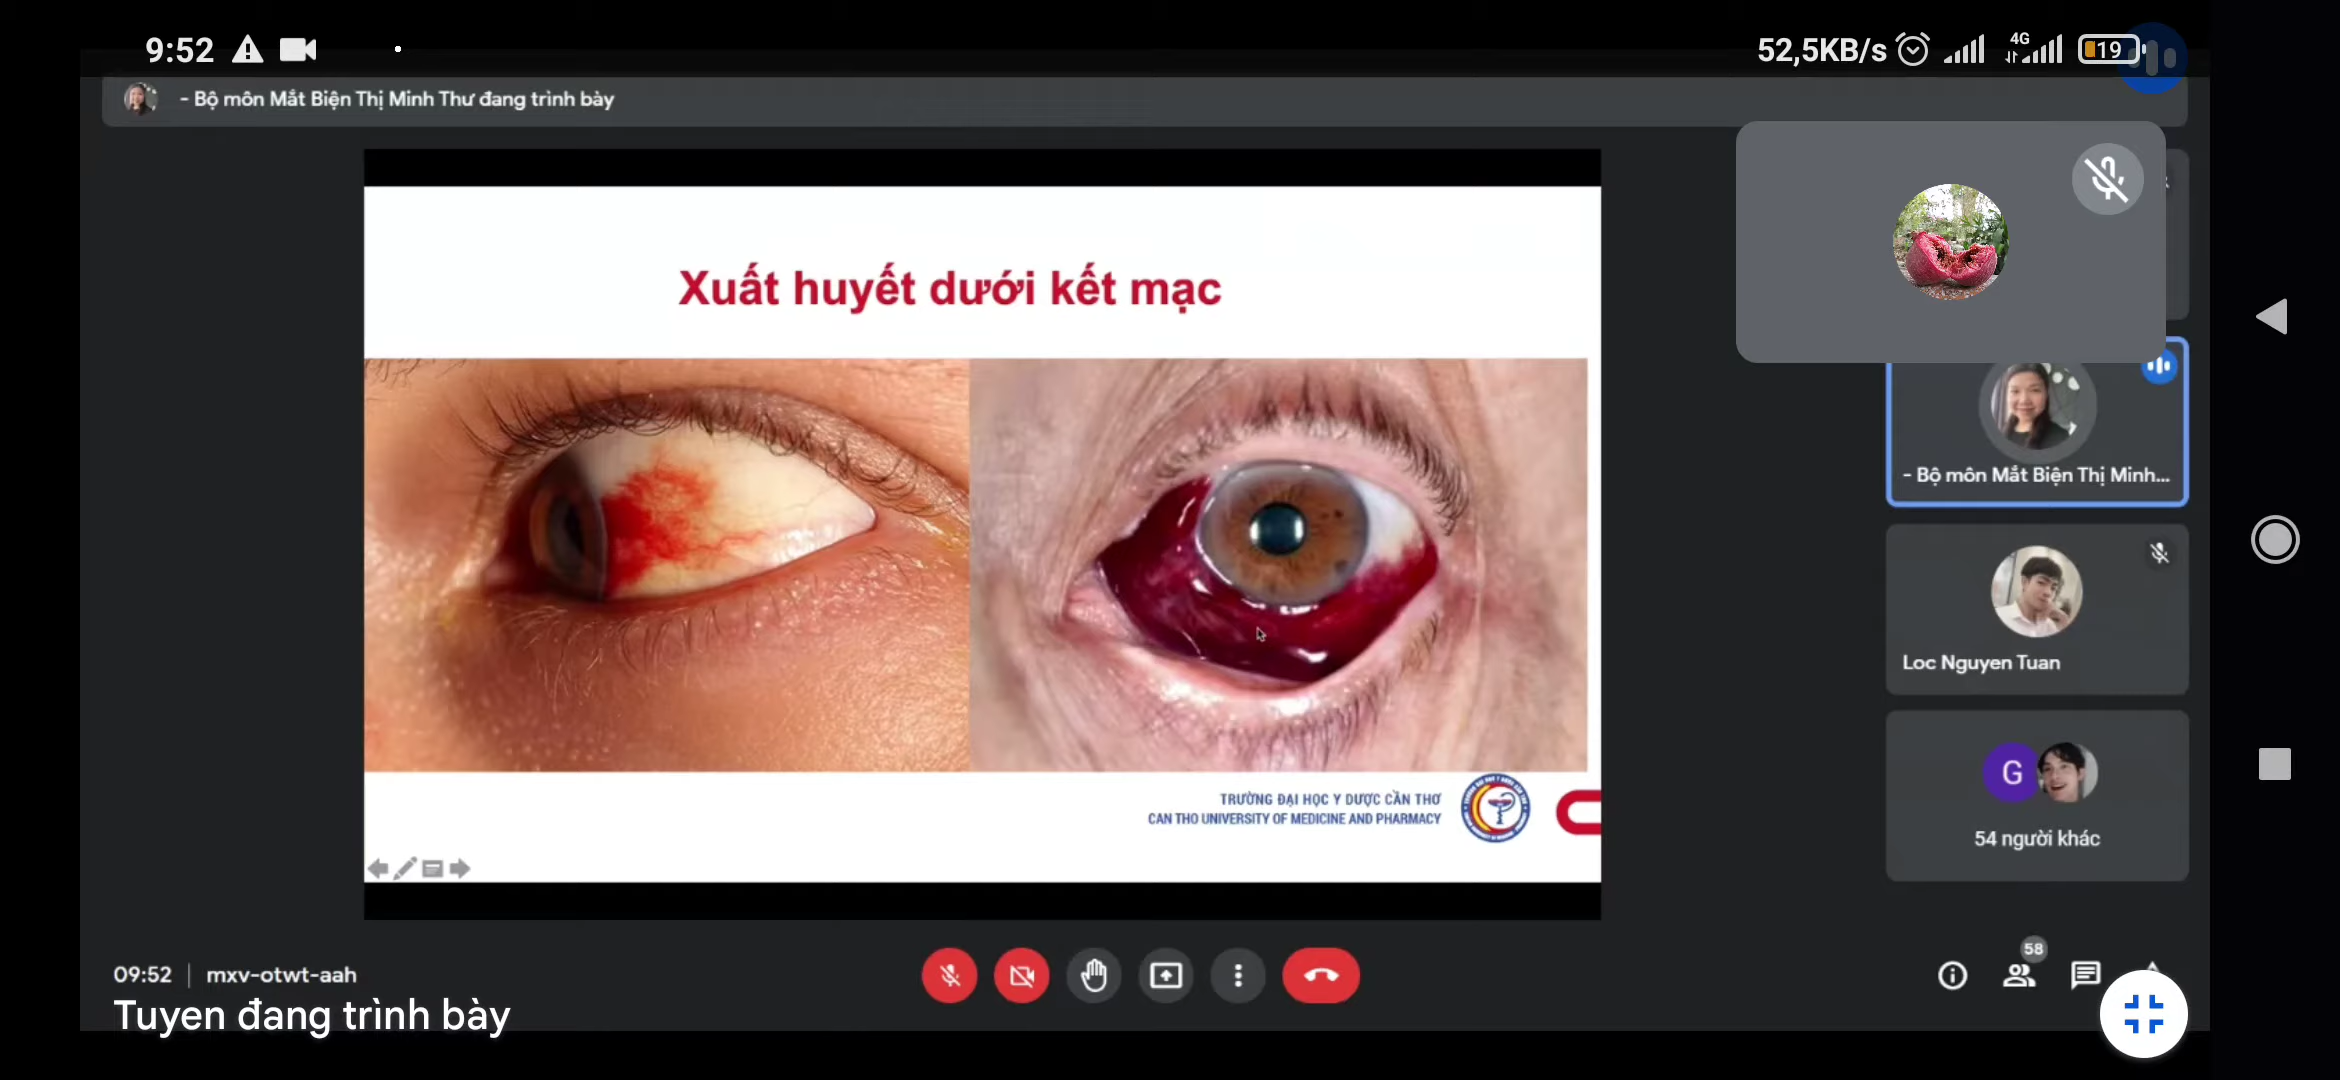 9:52
52,5KB/s
4G
19
- Bộ môn Mắt Biện Thị Minh Thư đang trình bày
Xuất huyết dưới kết mạc
- Bộ môn Mắt Biện Thị Minh...
Loc Nguyen Tuan
G
54 người khác
TRƯỜNG ĐẠI HỌC Y DƯỢC CẦN THƠ
CAN THO UNIVERSITY OF MEDICINE AND PHARMACY
09:52 | mxv-otwt-aah
58
Tuyen đang trình bày